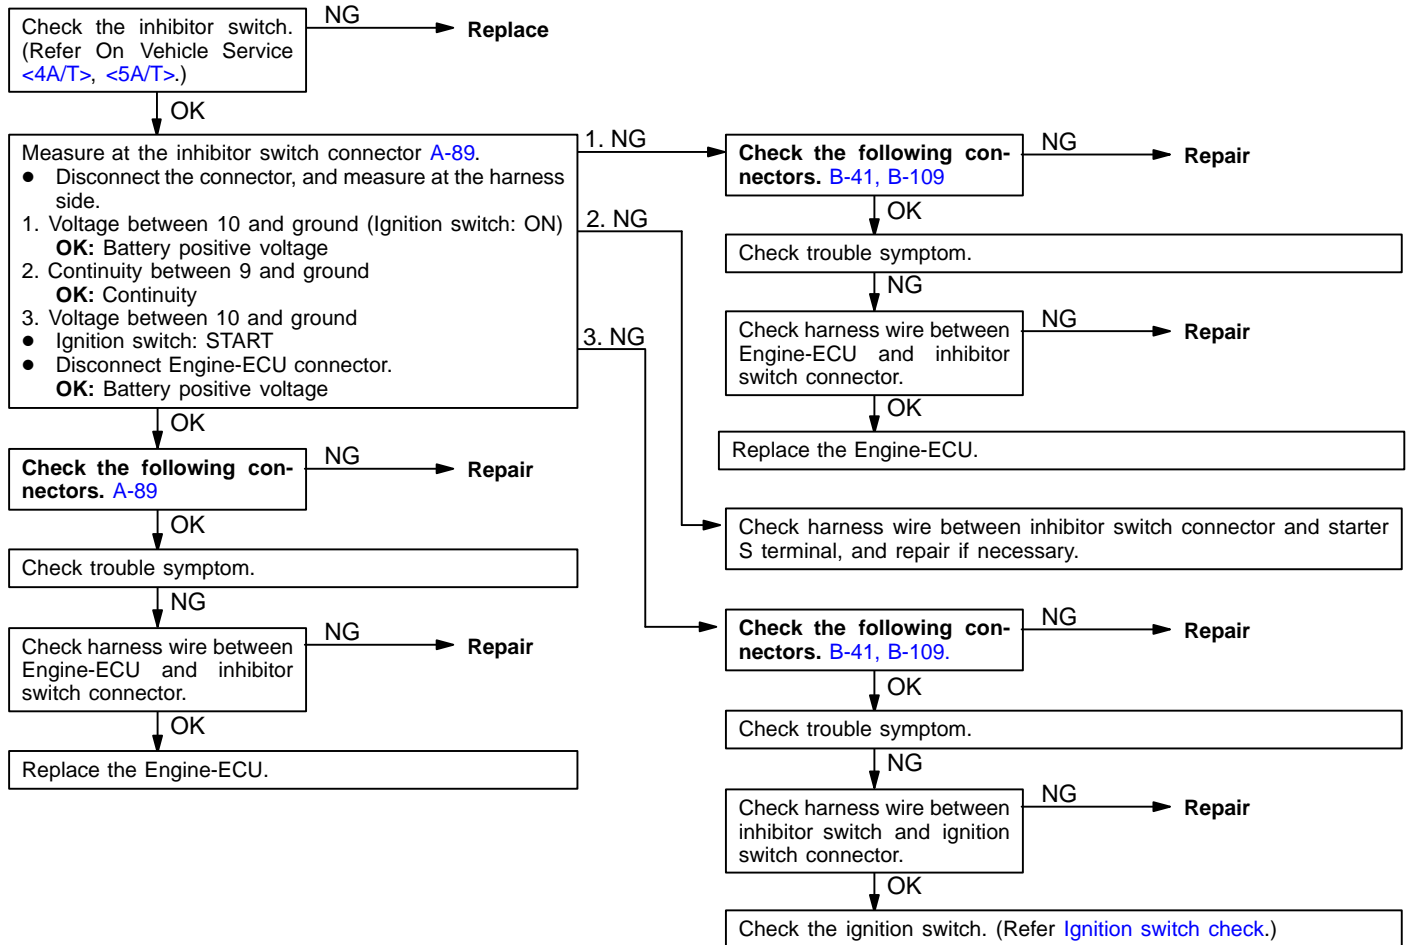 Check the inhibitor switch.
(Refer On Vehicle Service
<4A/T>, <5A/T>.)
NG
Replace
OK
Measure at the inhibitor switch connector A-89.
● Disconnect the connector, and measure at the harness
side.
1. Voltage between 10 and ground (Ignition switch: ON)
OK: Battery positive voltage
2. Continuity between 9 and ground
OK: Continuity
3. Voltage between 10 and ground
● Ignition switch: START
● Disconnect Engine-ECU connector.
OK: Battery positive voltage
OK
Check the following con-
nectors. A-89
NG
Repair
OK
Check trouble symptom.
NG
Check harness wire between
Engine-ECU and inhibitor
switch connector.
NG
Repair
OK
Replace the Engine-ECU.
1. NG
Check the following con-
nectors. B-41, B-109
NG
Repair
OK
Check trouble symptom.
NG
Check harness wire between
Engine-ECU and inhibitor
switch connector.
NG
Repair
OK
Replace the Engine-ECU.
2. NG
Check harness wire between inhibitor switch connector and starter
S terminal, and repair if necessary.
3. NG
Check the following con-
nectors. B-41, B-109.
NG
Repair
OK
Check trouble symptom.
NG
Check harness wire between
inhibitor switch and ignition
switch connector.
NG
Repair
OK
Check the ignition switch. (Refer Ignition switch check.)